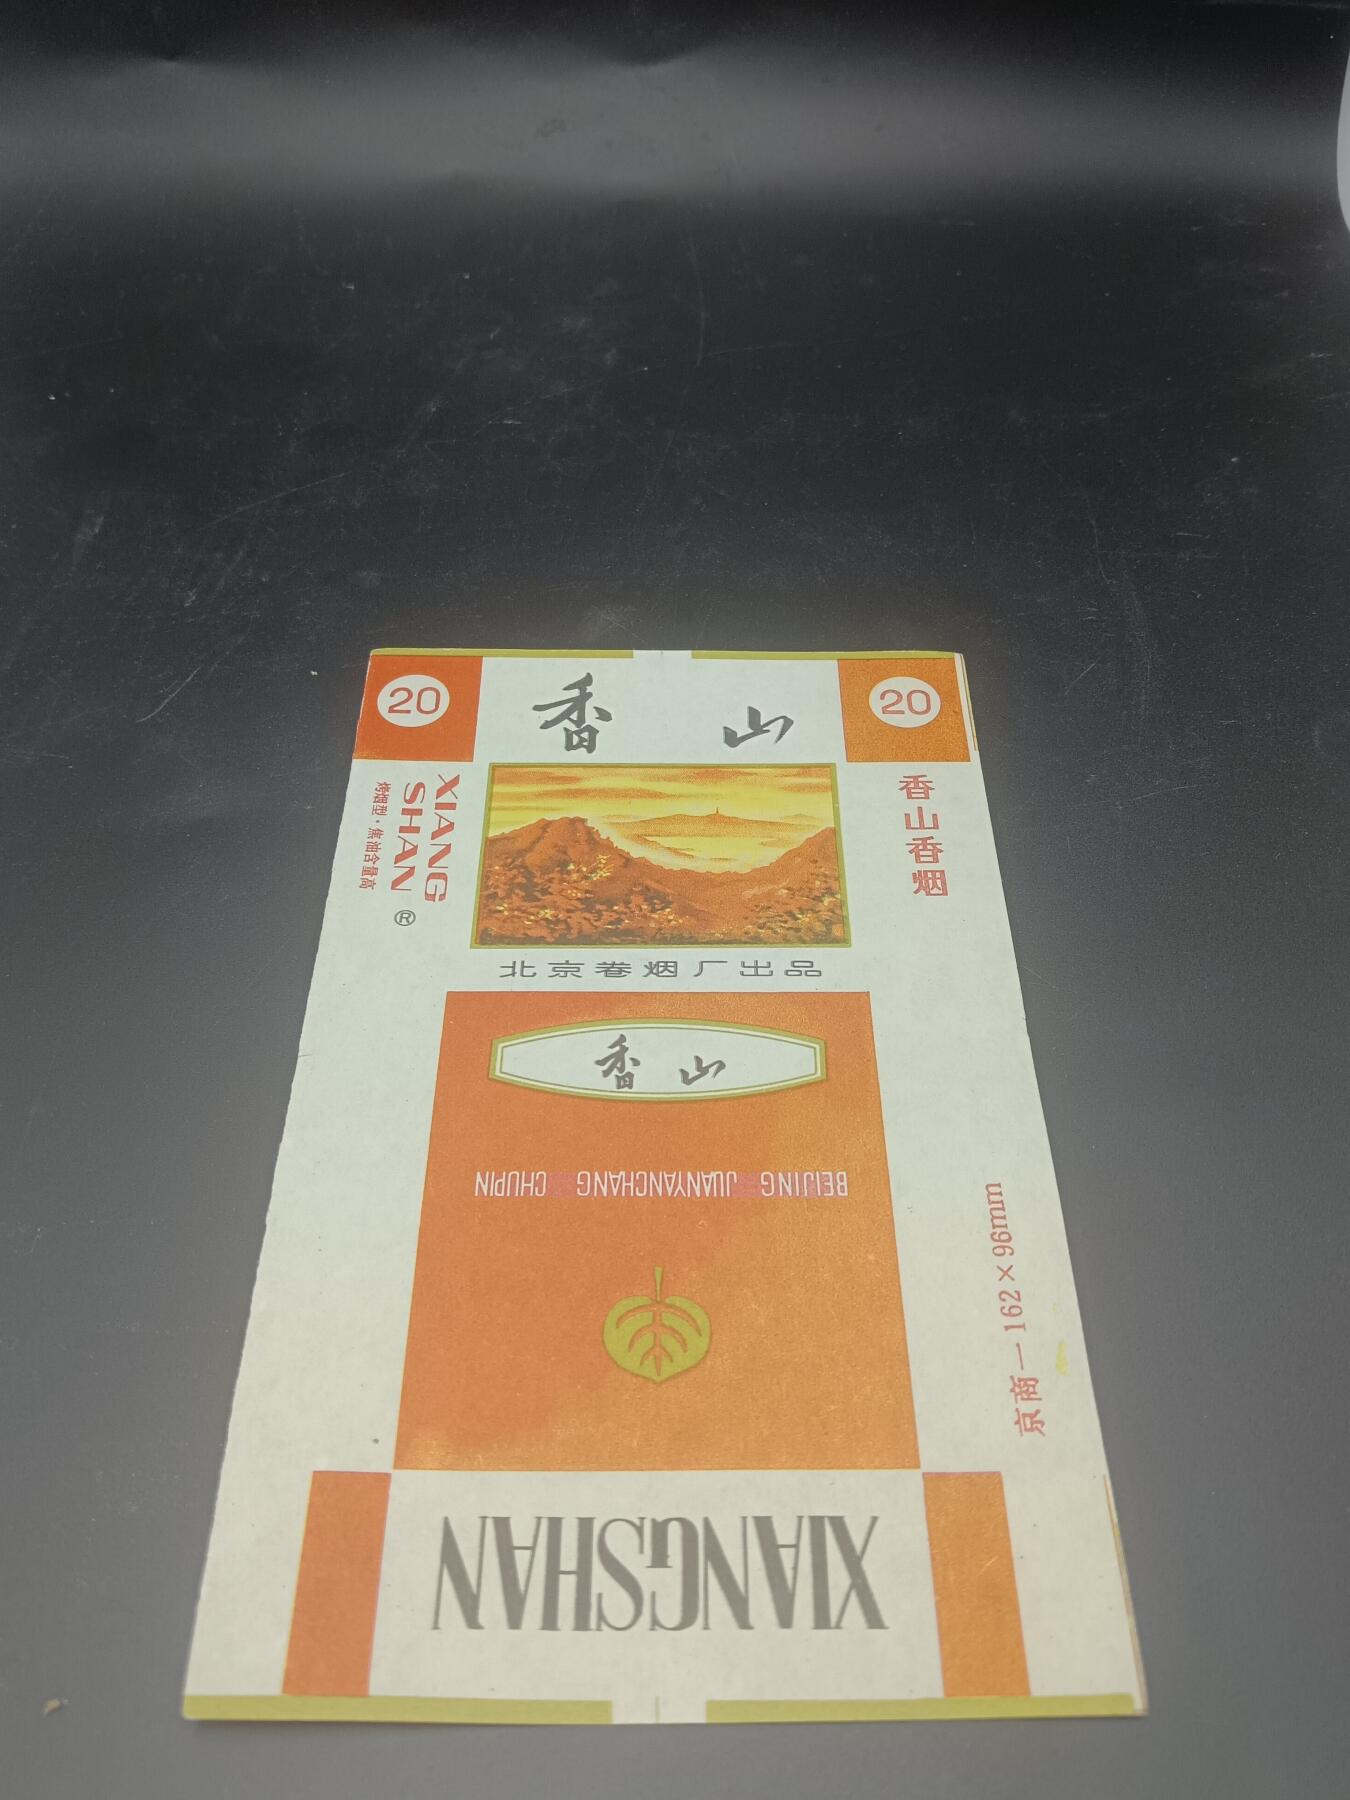 20
香 山
20
XIANG
SHAN ®
烤烟型·焦油含量高
香山香烟
北京卷烟厂出品
香 山
BEIJING JUANYANCHANG CHUPIN
京商—162×96mm
XIANGSHAN